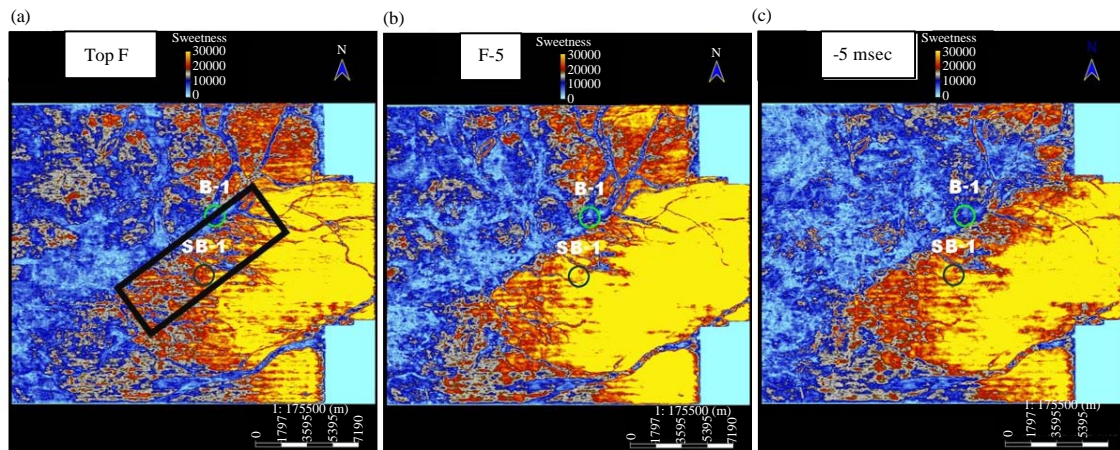 (a)
Top F
Sweetness
30000
20000
10000
0
N
B-1
SB-1
1: 175500 (m)
0
1797
3595
5395
7190
(b)
F-5
Sweetness
30000
20000
10000
0
N
B-1
SB-1
1: 175500 (m)
0
1797
3595
5395
7190
(c)
-5 msec
Sweetness
30000
20000
10000
0
N
B-1
SB-1
1: 175500 (m)
0
1797
3595
5395
7190